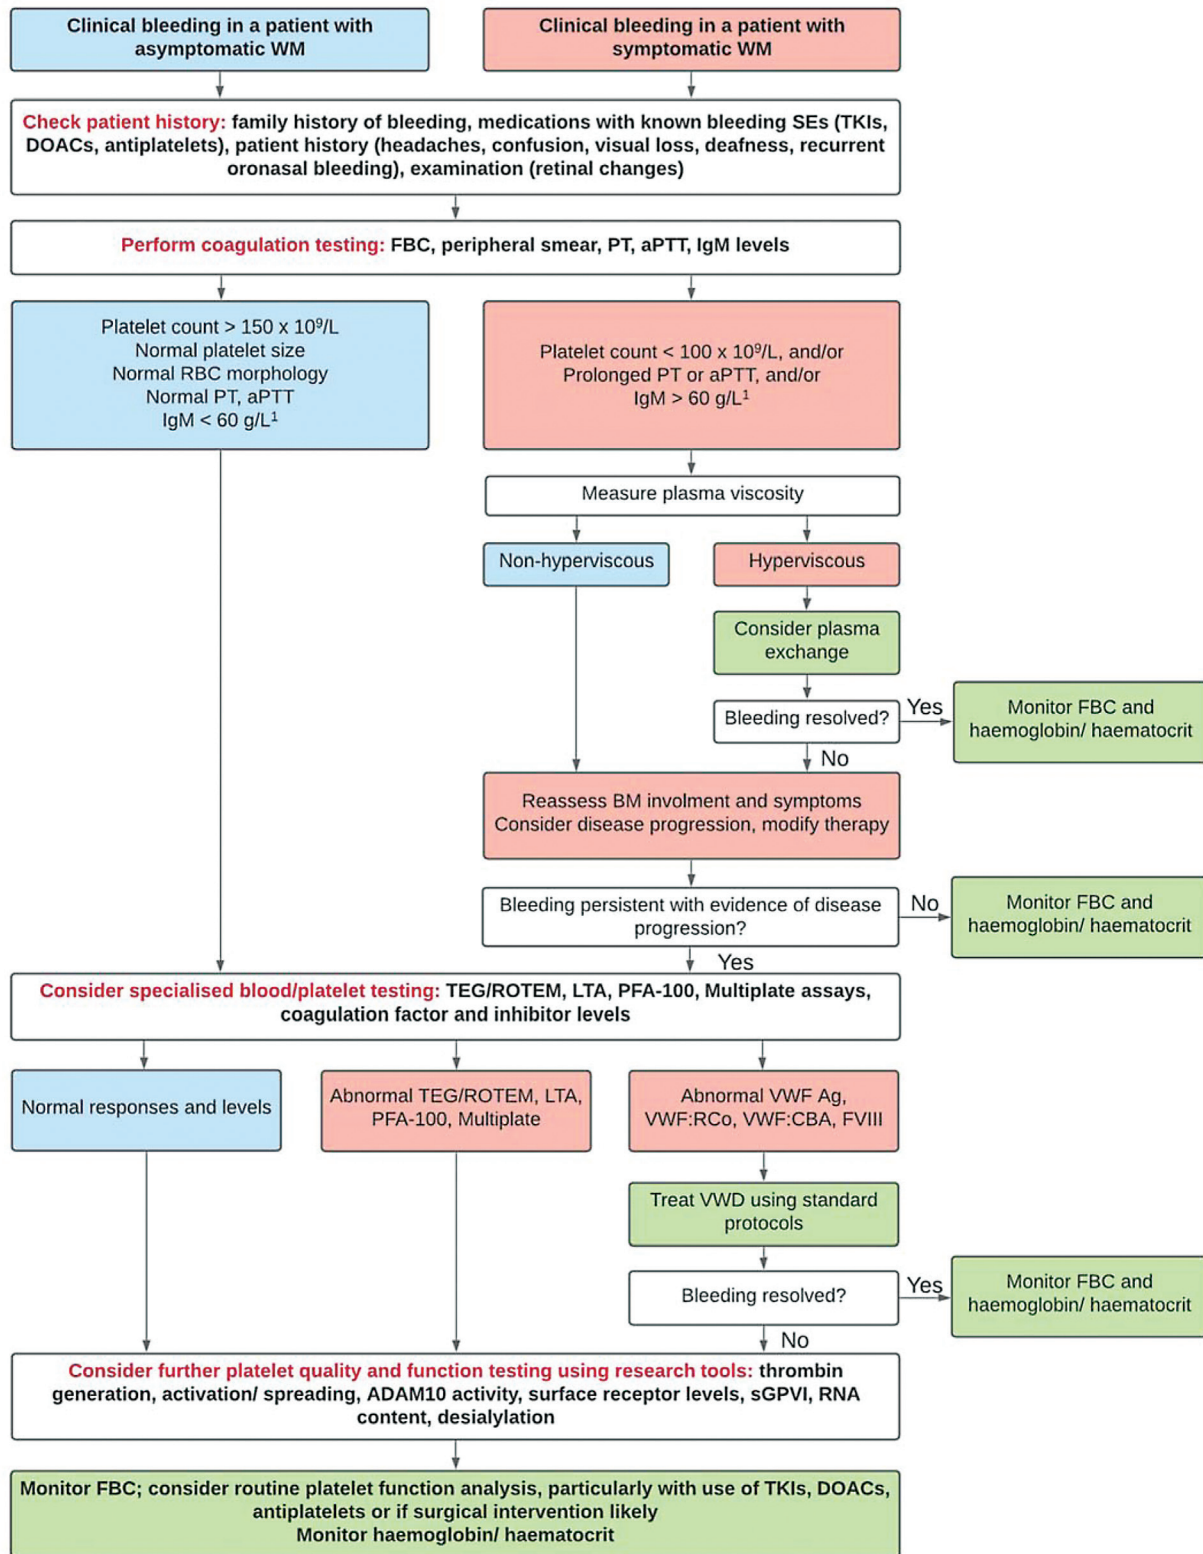 Clinical bleeding in a patient with
asymptomatic WM
Clinical bleeding in a patient with
symptomatic WM
Check patient history: family history of bleeding, medications with known bleeding SEs (TKIs,
DOACs, antiplatelets), patient history (headaches, confusion, visual loss, deafness, recurrent
oronasal bleeding), examination (retinal changes)
Perform coagulation testing: FBC, peripheral smear, PT, aPTT, IgM levels
Platelet count > 150 x 10⁹/L
Normal platelet size
Normal RBC morphology
Normal PT, aPTT
IgM < 60 g/L¹
Platelet count < 100 x 10⁹/L, and/or
Prolonged PT or aPTT, and/or
IgM > 60 g/L¹
Measure plasma viscosity
Non-hyperviscous
Hyperviscous
Consider plasma
exchange
Bleeding resolved?
Yes
Monitor FBC and
haemoglobin/ haematocrit
No
Reassess BM involment and symptoms
Consider disease progression, modify therapy
Bleeding persistent with evidence of disease
progression?
No
Monitor FBC and
haemoglobin/ haematocrit
Yes
Consider specialised blood/platelet testing: TEG/ROTEM, LTA, PFA-100, Multiplate assays,
coagulation factor and inhibitor levels
Normal responses and levels
Abnormal TEG/ROTEM, LTA,
PFA-100, Multiplate
Abnormal VWF Ag,
VWF:RCo, VWF:CBA, FVIII
Treat VWD using standard
protocols
Bleeding resolved?
Yes
Monitor FBC and
haemoglobin/ haematocrit
No
Consider further platelet quality and function testing using research tools: thrombin
generation, activation/ spreading, ADAM10 activity, surface receptor levels, sGPVI, RNA
content, desialylation
Monitor FBC; consider routine platelet function analysis, particularly with use of TKIs, DOACs,
antiplatelets or if surgical intervention likely
Monitor haemoglobin/ haematocrit